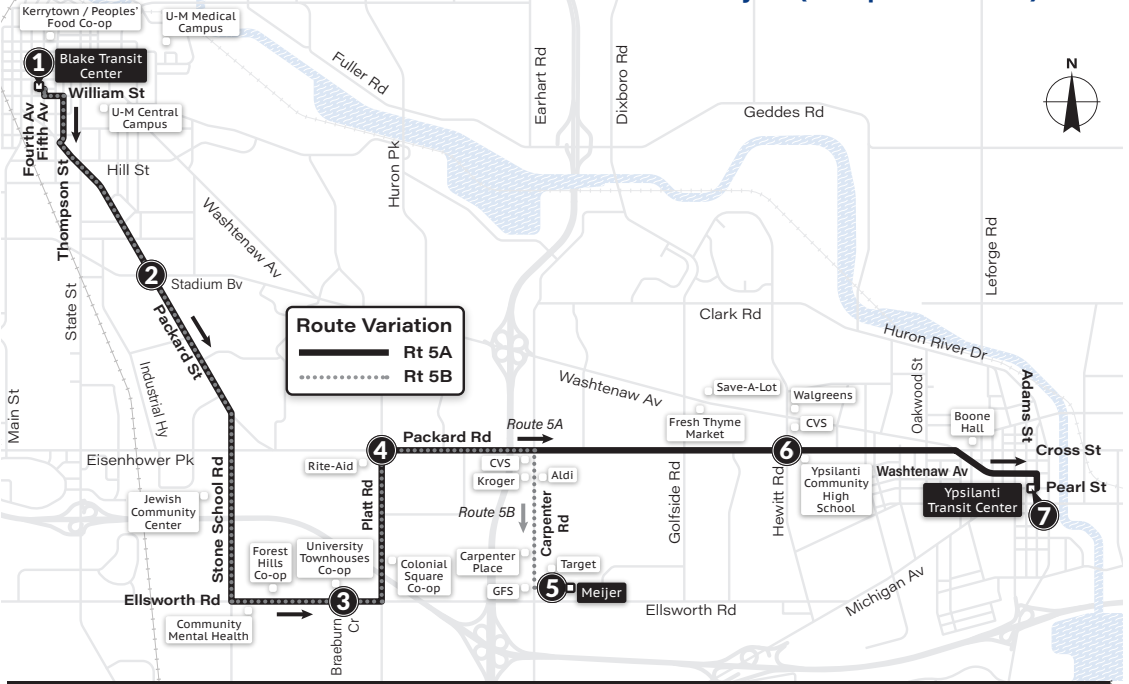 Kerrytown / Peoples'
Food Co-op
U-M Medical
Campus
1
Blake Transit
Center
William St
Fourth Av
Fifth Av
U-M Central
Campus
Thompson St
Hill St
Fuller Rd
Huron Pk
Earhart Rd
Dixboro Rd
Geddes Rd
N
Washtenaw Av
2
Stadium Bv
State St
Packard St
Industrial Hy
Main St
Route Variation
Rt 5A
Rt 5B
Leforge Rd
Clark Rd
Huron River Dr
Washtenaw Av
Save-A-Lot
Walgreens
Fresh Thyme
Market
CVS
Oakwood St
Boone
Hall
Adams St
Cross St
Eisenhower Pk
Rite-Aid
4
Packard Rd
Route 5A
CVS
Kroger
Aldi
6
Washtenaw Av
Pearl St
Ypsilanti
Community
High
School
Ypsilanti
Transit Center
7
Jewish
Community
Center
Stone School Rd
Platt Rd
Route 5B
Carpenter
Rd
Golfside Rd
Hewitt Rd
Forest
Hills
Co-op
University
Townhouses
Co-op
Colonial
Square
Co-op
Carpenter
Place
Target
GFS
5
Meijer
Ellsworth Rd
3
Community
Mental Health
Braeburn
Cr
Ellsworth Rd
Michigan Av